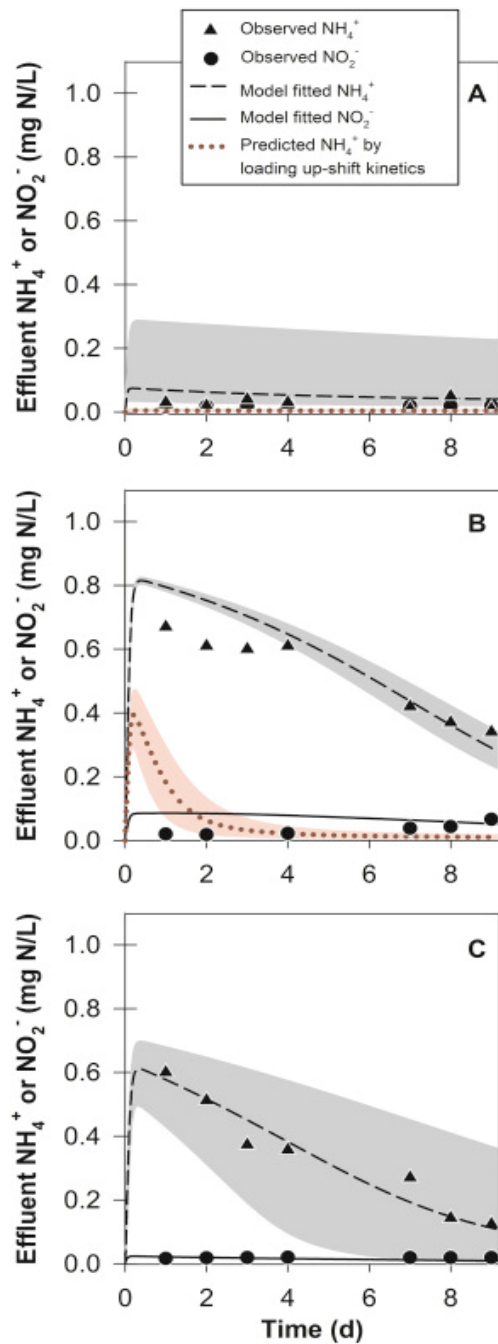 Observed NH₄⁺
Observed NO₂⁻
Model fitted NH₄⁺
Model fitted NO₂⁻
Predicted NH₄⁺ by
loading up-shift kinetics
A
Effluent NH₄⁺ or NO₂⁻ (mg N/L)
1.0
0.8
0.6
0.4
0.2
0.0
0 2 4 6 8
B
Effluent NH₄⁺ or NO₂⁻ (mg N/L)
1.0
0.8
0.6
0.4
0.2
0.0
0 2 4 6 8
C
Effluent NH₄⁺ or NO₂⁻ (mg N/L)
1.0
0.8
0.6
0.4
0.2
0.0
0 2 4 6 8
Time (d)